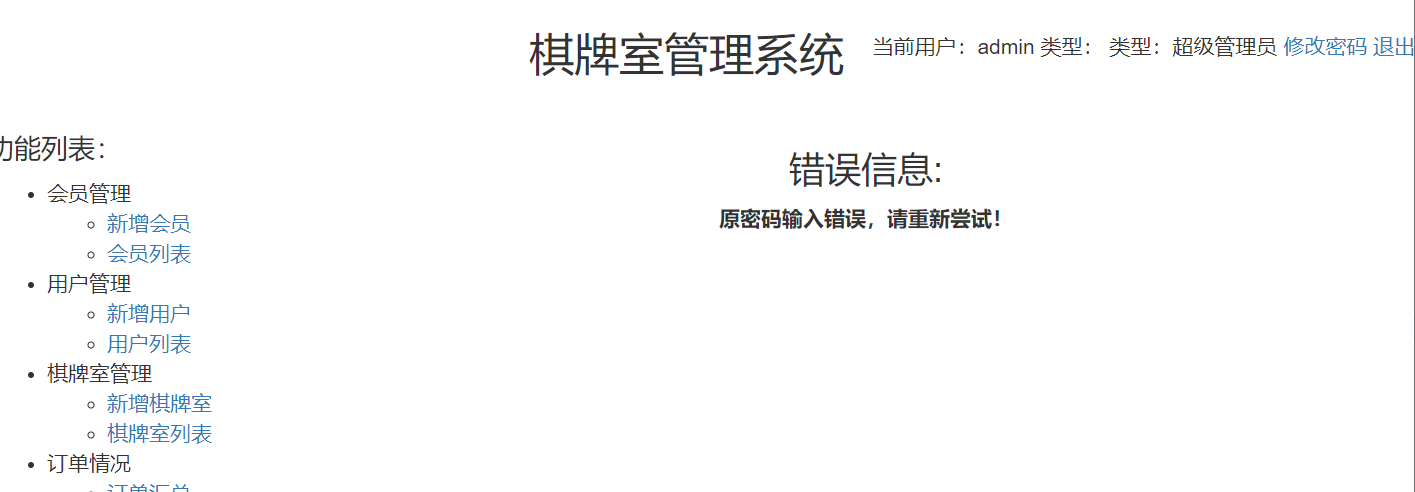 棋牌室管理系统
当前用户：admin 类型： 类型：超级管理员 修改密码 退出
功能列表：
会员管理
新增会员
会员列表
用户管理
新增用户
用户列表
棋牌室管理
新增棋牌室
棋牌室列表
订单情况
订单汇总
错误信息:
原密码输入错误，请重新尝试！